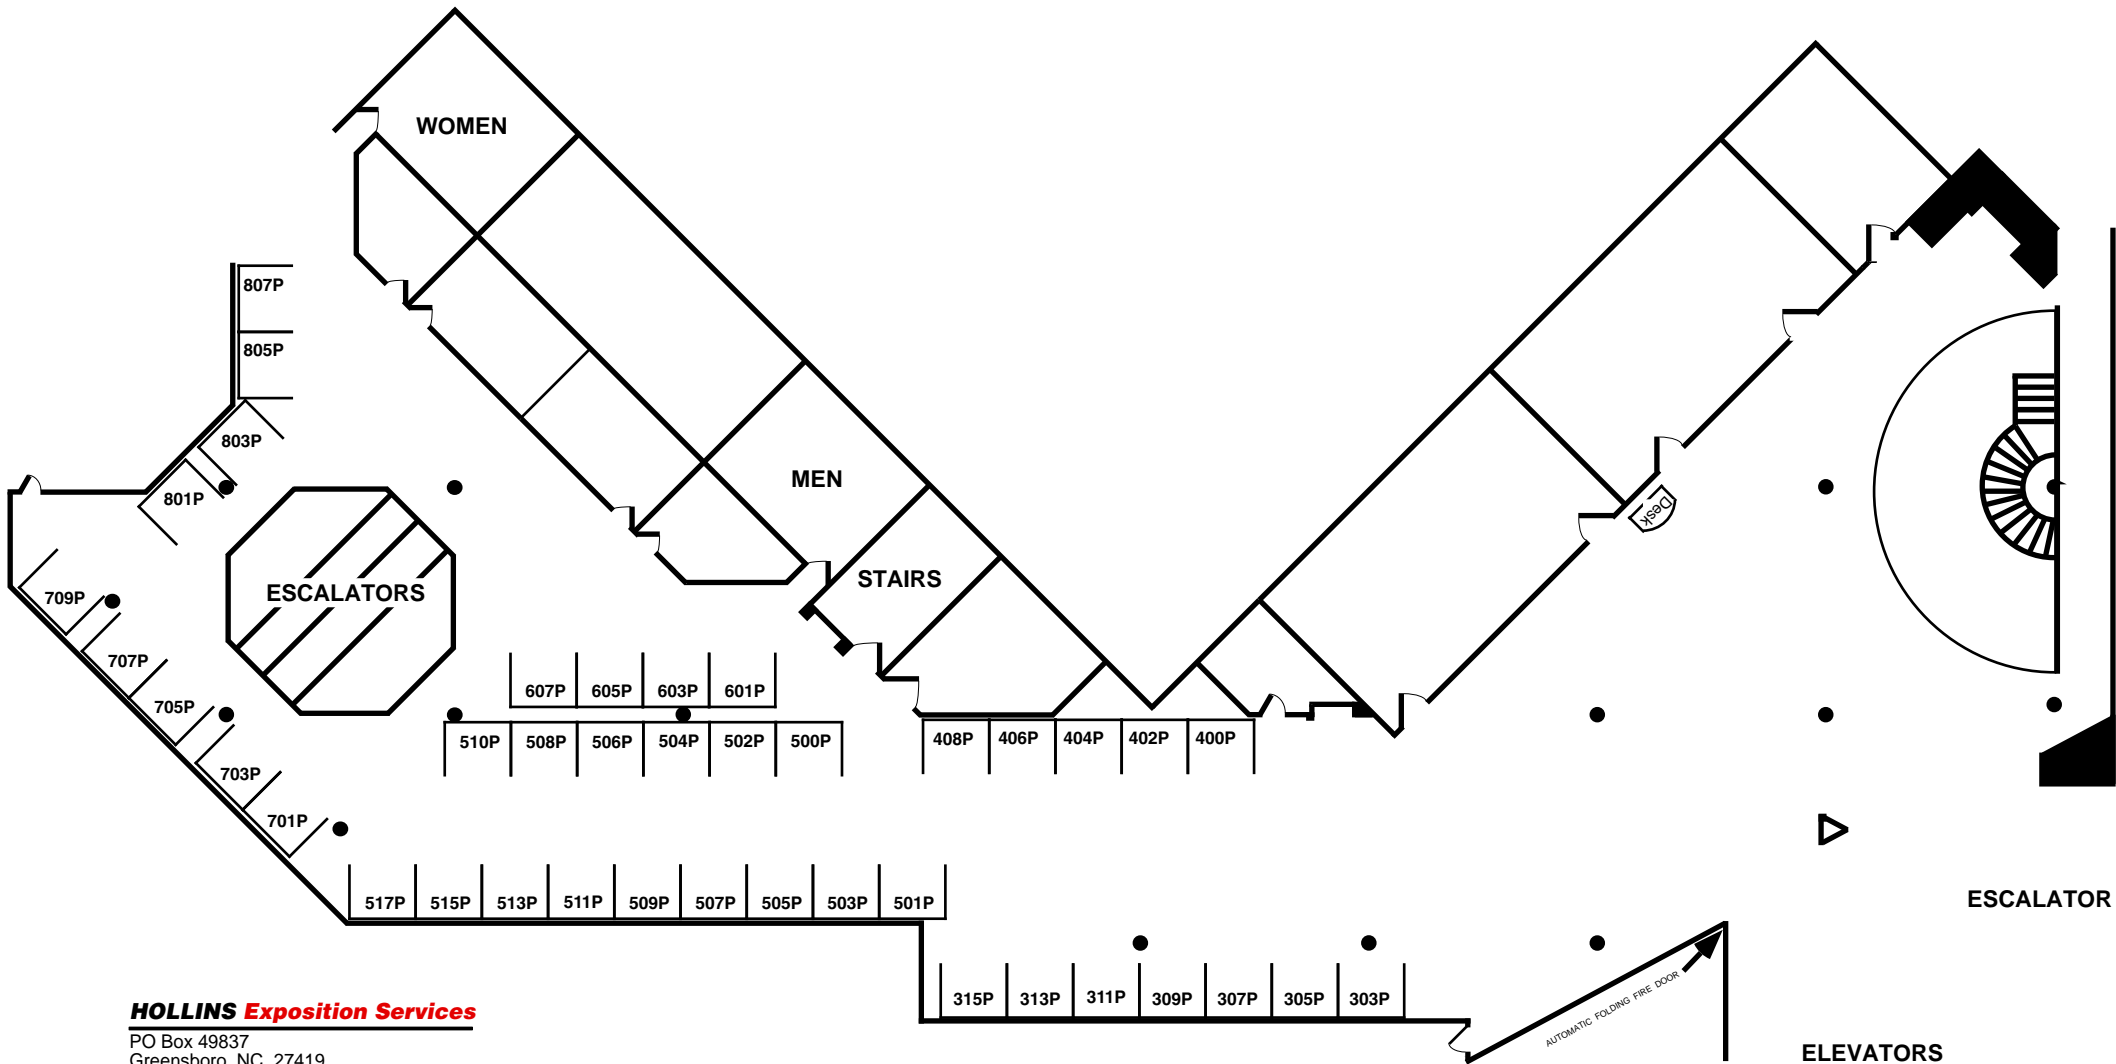 WOMEN
807P
805P
803P
801P
MEN
Desk
STAIRS
ESCALATORS
709P
707P
705P
703P
701P
607P 605P 603P 601P
510P 508P 506P 504P 502P 500P
408P 406P 404P 402P 400P
517P 515P 513P 511P 509P 507P 505P 503P 501P
ESCALATOR
315P 313P 311P 309P 307P 305P 303P
AUTOMATIC FOLDING FIRE DOOR
ELEVATORS
HOLLINS Exposition Services
PO Box 49837
Greensboro, NC 27419